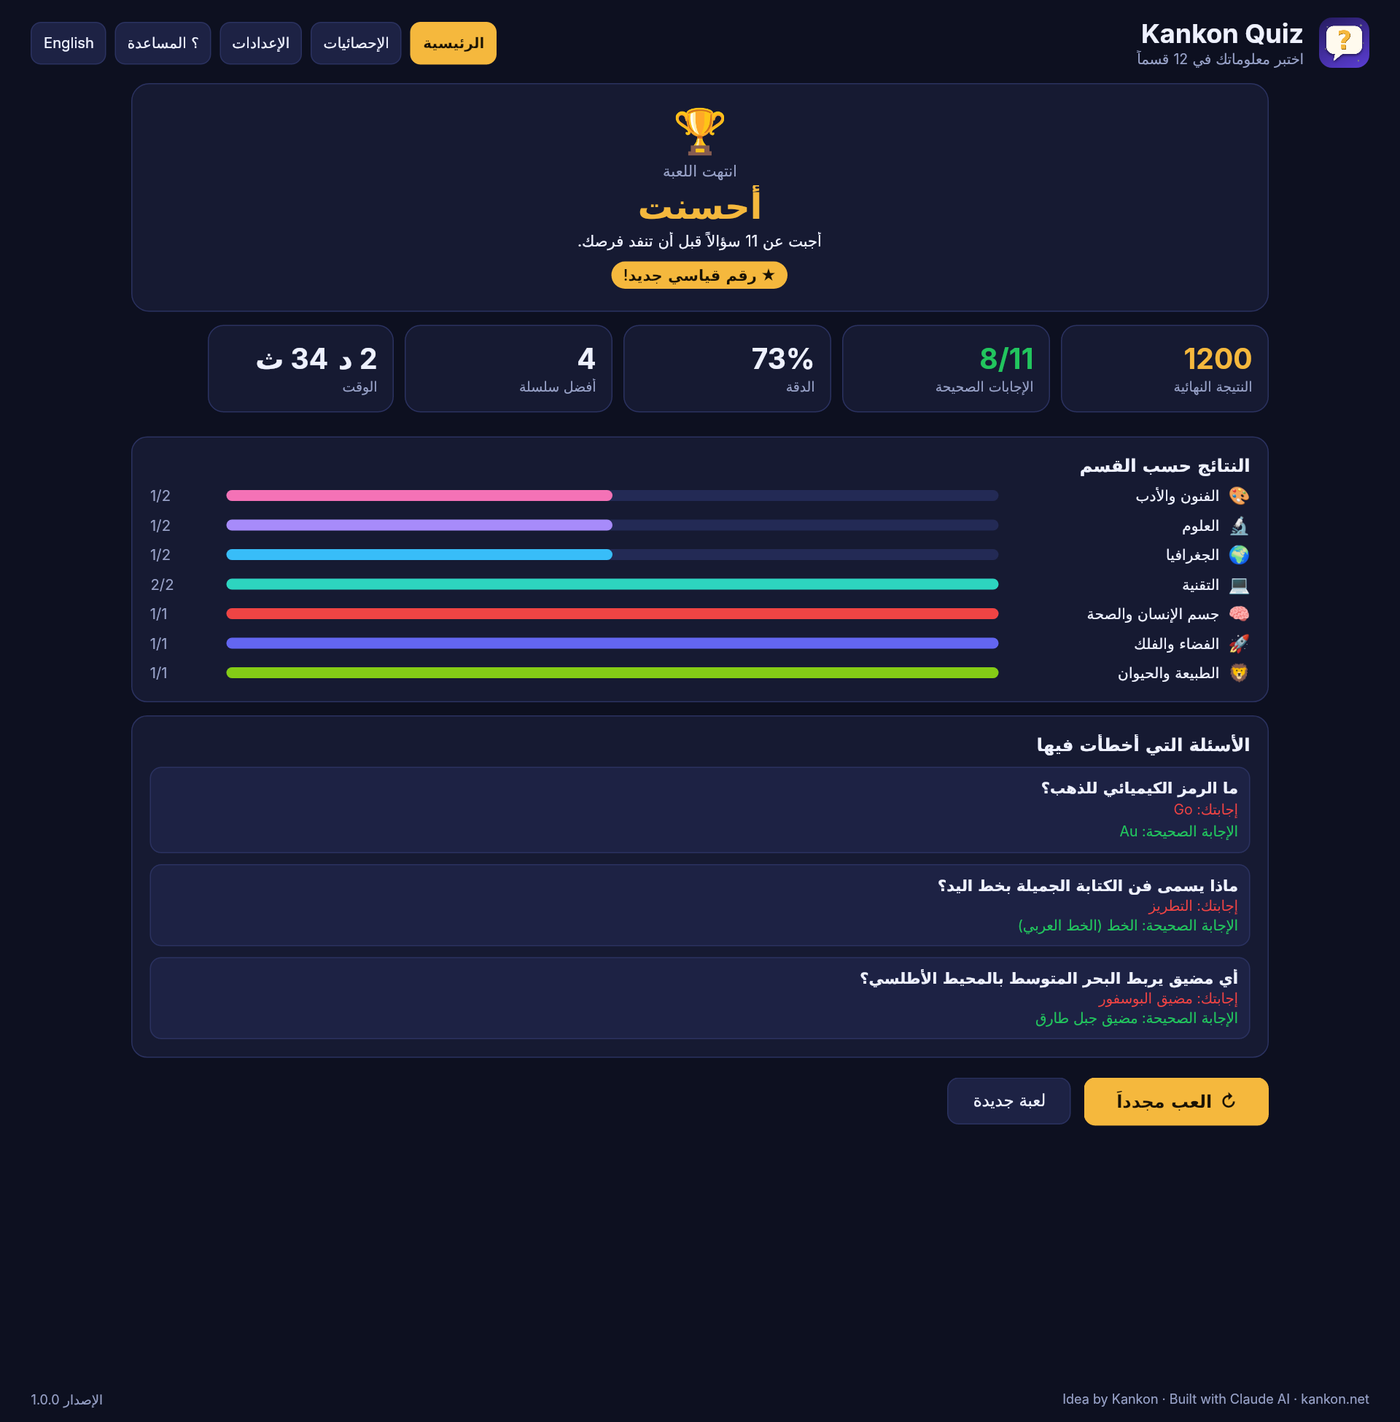 Kankon Quiz
اختبر معلوماتك في 12 قسماً
الرئيسية
الإحصائيات
الإعدادات
؟ المساعدة
English
انتهت اللعبة
أحسنت
أجبت عن 11 سؤالاً قبل أن تنفد فرصك.
★ رقم قياسي جديد!
1200
النتيجة النهائية
8/11
الإجابات الصحيحة
73%
الدقة
4
أفضل سلسلة
2 د 34 ث
الوقت
النتائج حسب القسم
الفنون والأدب 1/2
العلوم 1/2
الجغرافيا 1/2
التقنية 2/2
جسم الإنسان والصحة 1/1
الفضاء والفلك 1/1
الطبيعة والحيوان 1/1
الأسئلة التي أخطأت فيها
ما الرمز الكيميائي للذهب؟
إجابتك: Go
الإجابة الصحيحة: Au
ماذا يسمى فن الكتابة الجميلة بخط اليد؟
إجابتك: التطريز
الإجابة الصحيحة: الخط (الخط العربي)
أي مضيق يربط البحر المتوسط بالمحيط الأطلسي؟
إجابتك: مضيق البوسفور
الإجابة الصحيحة: مضيق جبل طارق
↻ العب مجدداً
لعبة جديدة
Idea by Kankon · Built with Claude AI · kankon.net
الإصدار 1.0.0